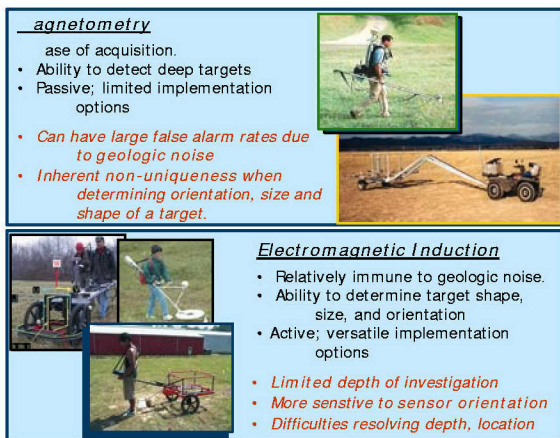 agnetometry
ase of acquisition.
• Ability to detect deep targets
• Passive; limited implementation
options
• Can have large false alarm rates due
to geologic noise
• Inherent non-uniqueness when
determining orientation, size and
shape of a target.
Electromagnetic Induction
• Relatively immune to geologic noise.
• Ability to determine target shape,
size, and orientation
• Active; versatile implementation
options
• Limited depth of investigation
• More senstive to sensor orientation
• Difficulties resolving depth, location